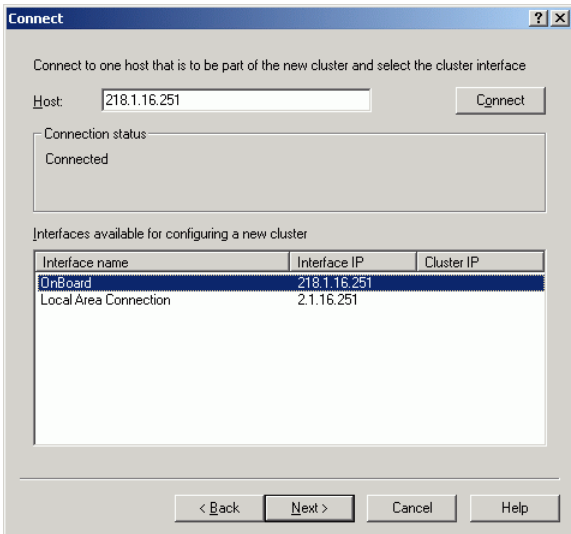 Connect
Connect to one host that is to be part of the new cluster and select the cluster interface
Host: 218.1.16.251 Connect
Connection status
Connected
Interfaces available for configuring a new cluster
Interface name Interface IP Cluster IP
OnBoard 218.1.16.251
Local Area Connection 2.1.16.251
< Back Next > Cancel Help